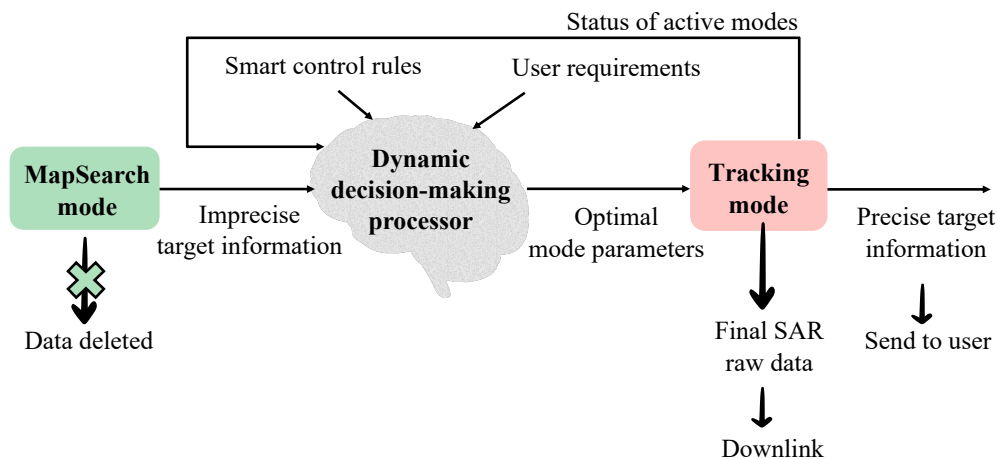 Status of active modes
Smart control rules
User requirements
MapSearch
mode
Imprecise
target information
Dynamic
decision-making
processor
Optimal
mode parameters
Tracking
mode
Precise target
information
Data deleted
Final SAR
raw data
Send to user
Downlink